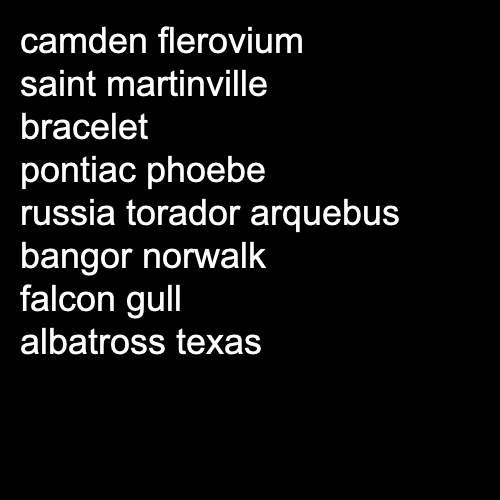 camden flerovium
saint martinville
bracelet
pontiac phoebe
russia torador arquebus
bangor norwalk
falcon gull
albatross texas